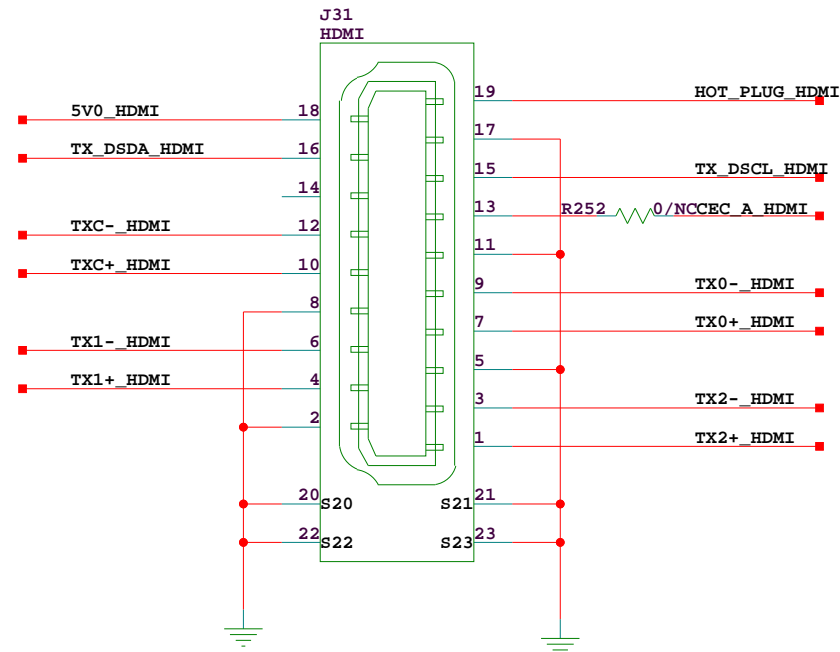 J31
HDMI
19 HOT_PLUG_HDMI
5V0_HDMI 18
17
TX_DSDA_HDMI 16
15 TX_DSCL_HDMI
14
13 R252 0/NC CEC_A_HDMI
TXC-_HDMI 12
11
TXC+_HDMI 10
9 TX0-_HDMI
8
7 TX0+_HDMI
TX1-_HDMI 6
5
TX1+_HDMI 4
3 TX2-_HDMI
2
1 TX2+_HDMI
20 S20 S21 21
22 S22 S23 23